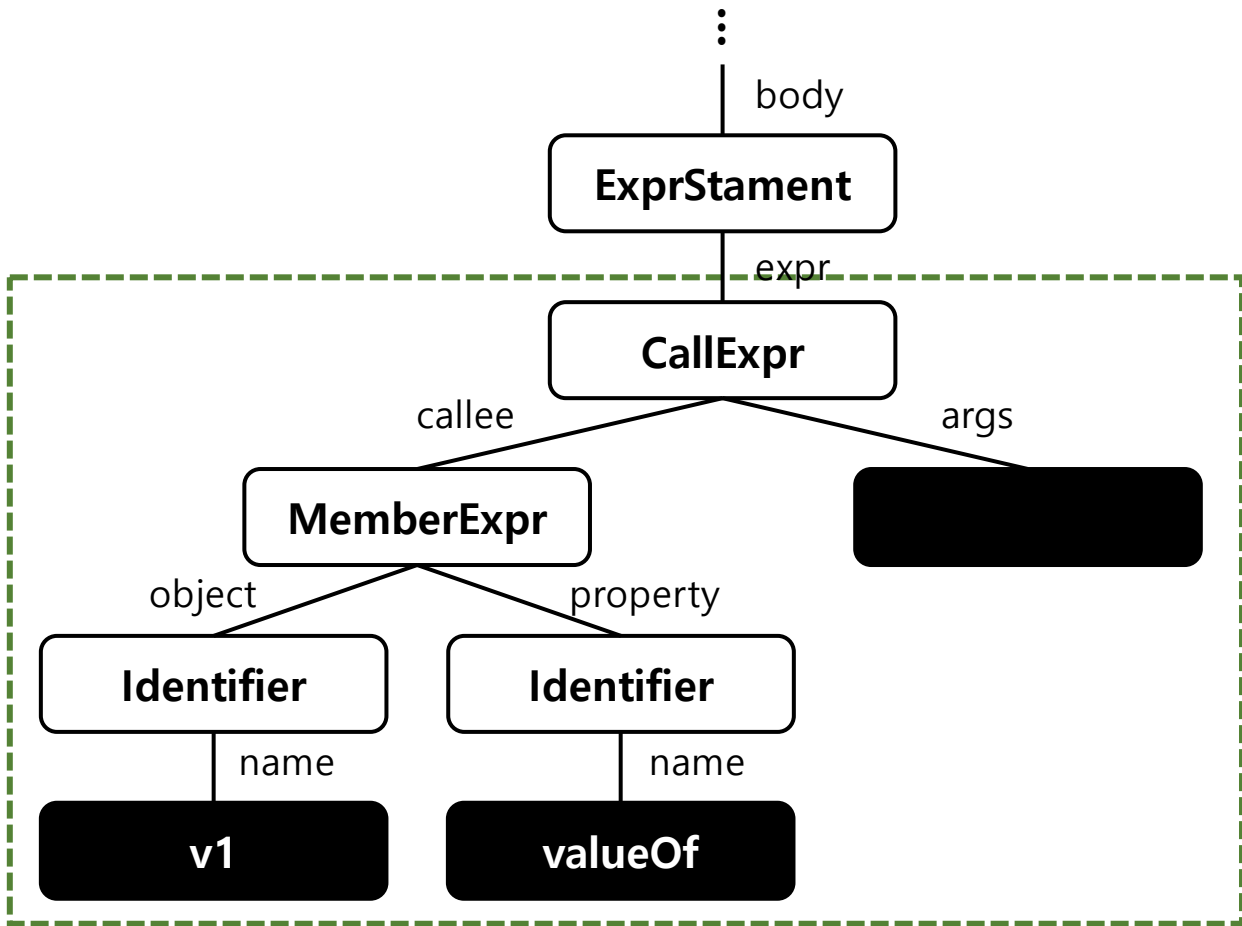 body
ExprStament
expr
CallExpr
callee
args
MemberExpr
object
property
Identifier
Identifier
name
name
v1
valueOf